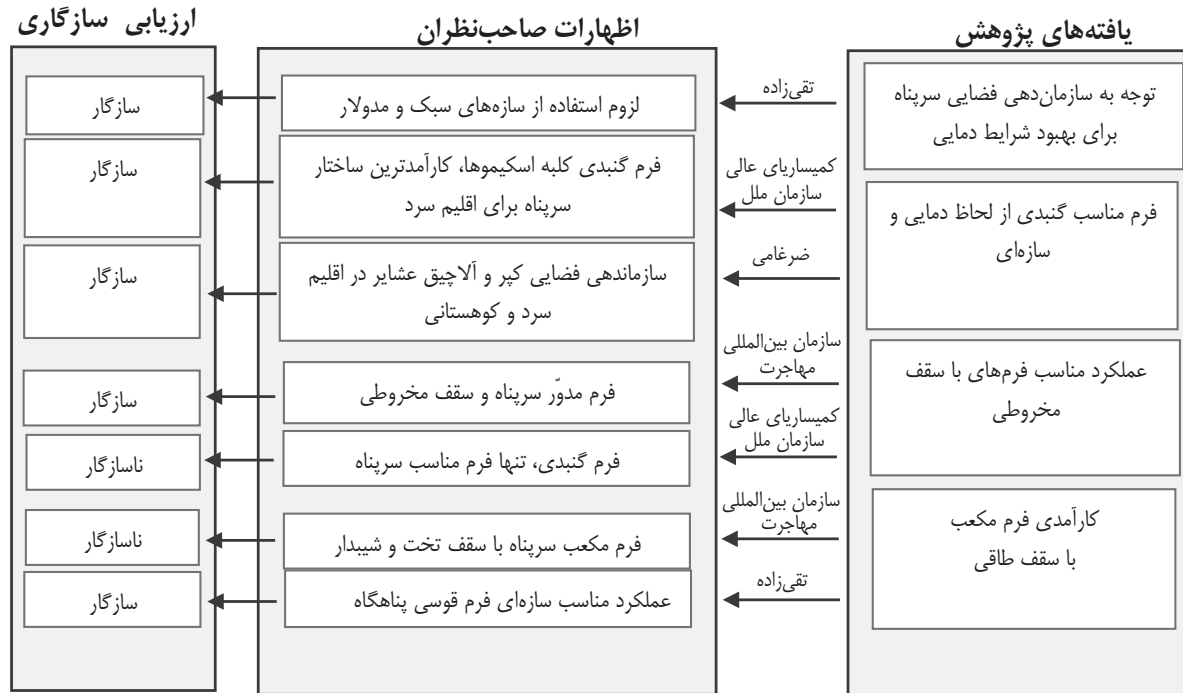 یافته‌های پژوهش
توجه به سازمان‌دهی فضایی سرپناه
برای بهبود شرایط دمایی
فرم مناسب گنبدی از لحاظ دمایی و
سازه‌ای
عملکرد مناسب فرم‌های با سقف
مخروطی
کارآمدی فرم مکعب
با سقف طاقی
تقی‌زاده
کمیساریای عالی
سازمان ملل
ضرغامی
سازمان بین‌المللی
مهاجرت
کمیساریای عالی
سازمان ملل
سازمان بین‌المللی
مهاجرت
تقی‌زاده
اظهارات صاحب‌نظران
لزوم استفاده از سازه‌های سبک و مدولار
فرم گنبدی کلبه اسکیموها، کارآمدترین ساختار
سرپناه برای اقلیم سرد
سازماندهی فضایی کپر و آلاچیق عشایر در اقلیم
سرد و کوهستانی
فرم مدوّر سرپناه و سقف مخروطی
فرم گنبدی، تنها فرم مناسب سرپناه
فرم مکعب سرپناه با سقف تخت و شیبدار
عملکرد مناسب سازه‌ای فرم قوسی پناهگاه
ارزیابی سازگاری
سازگار
سازگار
سازگار
سازگار
ناسازگار
ناسازگار
سازگار